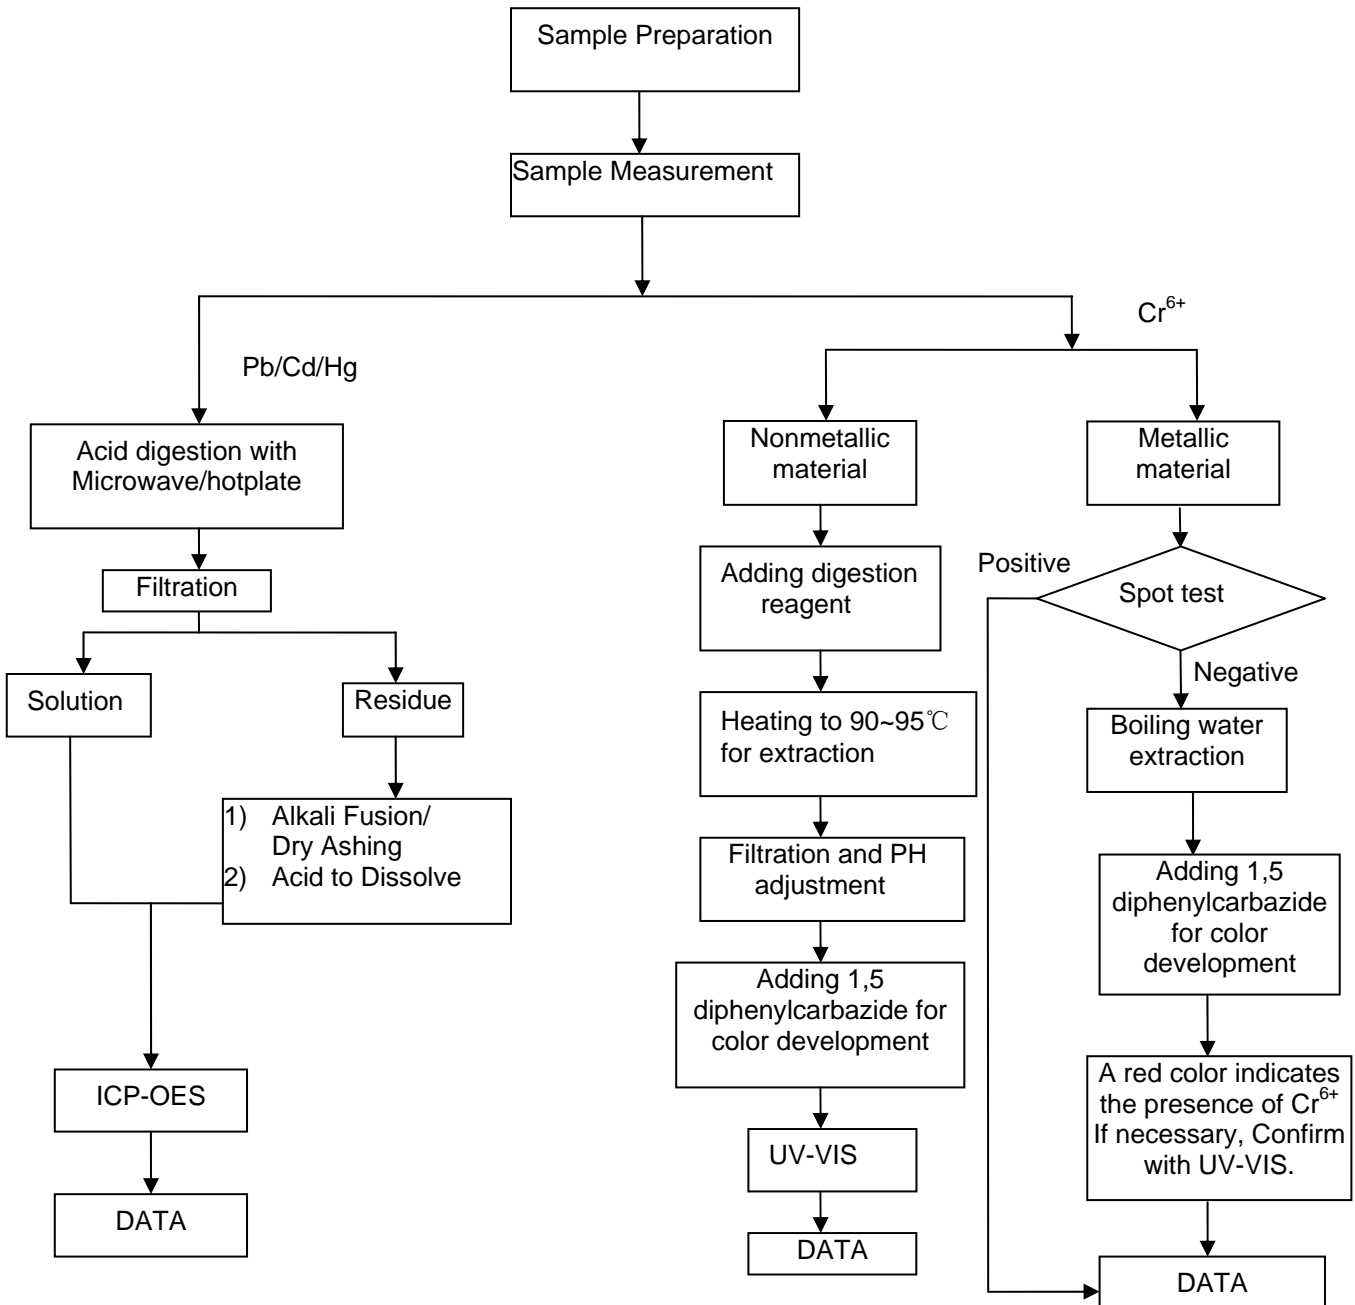 Sample Preparation
Sample Measurement
Cr6+
Pb/Cd/Hg
Acid digestion with
Microwave/hotplate
Filtration
Solution
Residue
1) Alkali Fusion/
Dry Ashing
2) Acid to Dissolve
ICP-OES
DATA
Nonmetallic
material
Adding digestion
reagent
Heating to 90~95℃
for extraction
Filtration and PH
adjustment
Adding 1,5
diphenylcarbazide for
color development
UV-VIS
DATA
Metallic
material
Positive
Spot test
Negative
Boiling water
extraction
Adding 1,5
diphenylcarbazide
for color
development
A red color indicates
the presence of Cr6+
If necessary, Confirm
with UV-VIS.
DATA